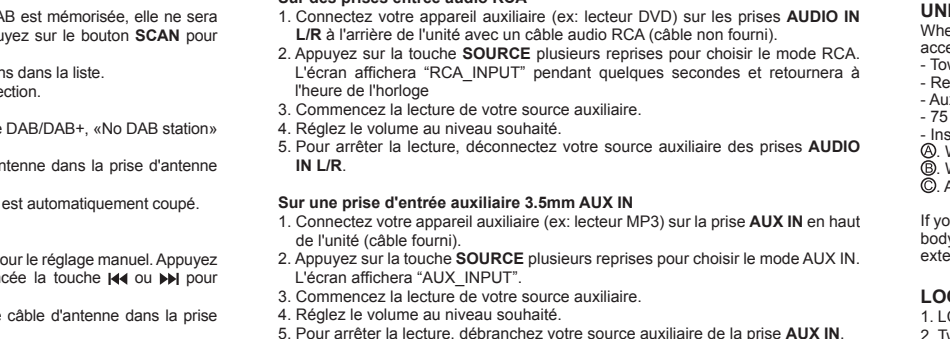 AB est mémorisée, elle ne sera
uyez sur le bouton SCAN pour
ns dans la liste.
ection.
e DAB/DAB+, «No DAB station»
ntenne dans la prise d'antenne
est automatiquement coupé.
our le réglage manuel. Appuyez
cée la touche ⏮ ou ⏭ pour
câble d'antenne dans la prise
1. Connectez votre appareil auxiliaire (ex: lecteur DVD) sur les prises AUDIO IN
L/R à l'arrière de l'unité avec un câble audio RCA (câble non fourni).
2. Appuyez sur la touche SOURCE plusieurs reprises pour choisir le mode RCA.
L'écran affichera “RCA_INPUT” pendant quelques secondes et retournera à
l'heure de l'horloge
3. Commencez la lecture de votre source auxiliaire.
4. Réglez le volume au niveau souhaité.
5. Pour arrêter la lecture, déconnectez votre source auxiliaire des prises AUDIO
IN L/R.
Sur une prise d'entrée auxiliaire 3.5mm AUX IN
1. Connectez votre appareil auxiliaire (ex: lecteur MP3) sur la prise AUX IN en haut
de l'unité (câble fourni).
2. Appuyez sur la touche SOURCE plusieurs reprises pour choisir le mode AUX IN.
L'écran affichera “AUX_INPUT”.
3. Commencez la lecture de votre source auxiliaire.
4. Réglez le volume au niveau souhaité.
5. Pour arrêter la lecture, débranchez votre source auxiliaire de la prise AUX IN.
UN
Whe
acce
- Tov
- Re
- Au
- 75
- Ins
Ⓐ. W
Ⓑ. W
Ⓒ. A
If yo
body
exte
LO
1. L
2. Tv